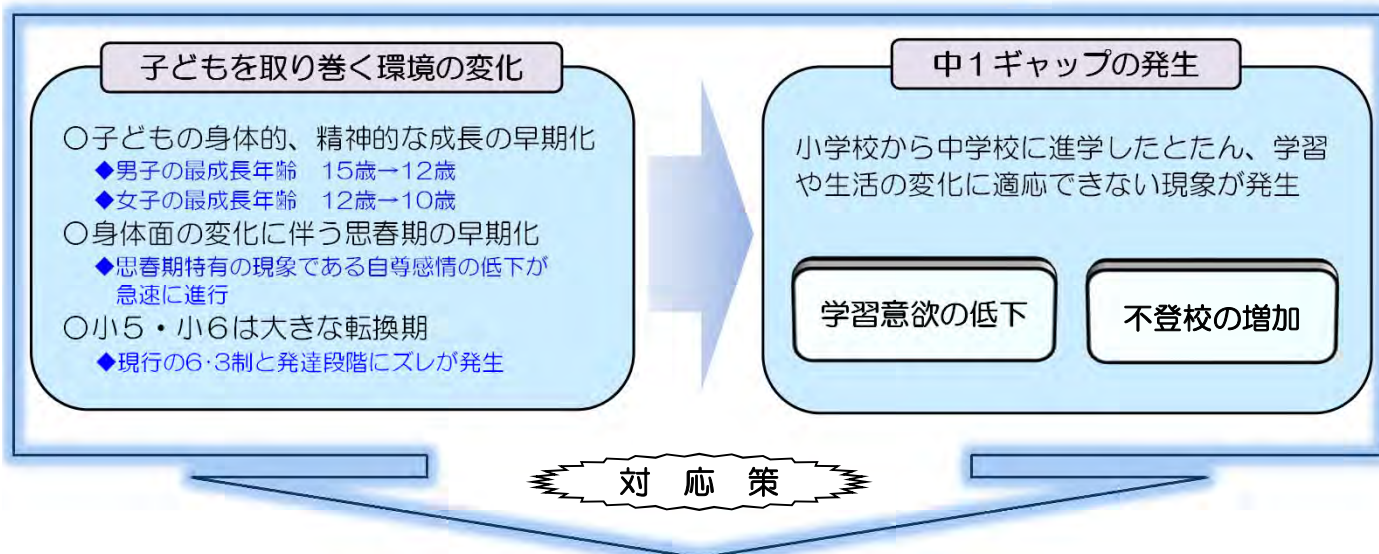 子どもを取り巻く環境の変化
〇子どもの身体的、精神的な成長の早期化
◆男子の最成長年齢　15歳→12歳
◆女子の最成長年齢　12歳→10歳
〇身体面の変化に伴う思春期の早期化
◆思春期特有の現象である自尊感情の低下が
急速に進行
〇小５・小６は大きな転換期
◆現行の6･3制と発達段階にズレが発生
中１ギャップの発生
小学校から中学校に進学したとたん、学習
や生活の変化に適応できない現象が発生
学習意欲の低下
不登校の増加
対　応　策